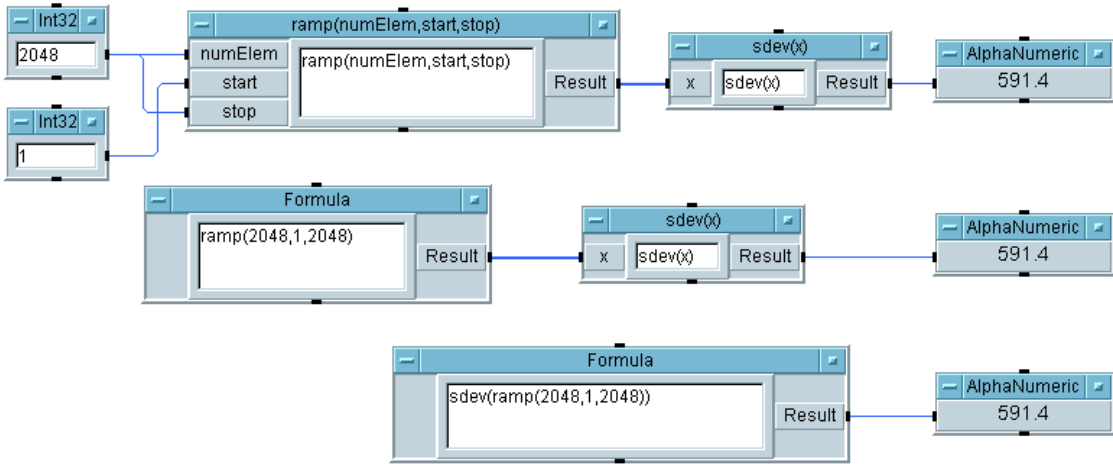 Int32
2048
Int32
1
ramp(numElem,start,stop)
numElem
start
stop
ramp(numElem,start,stop)
Result
sdev(x)
x
sdev(x)
Result
AlphaNumeric
591.4
Formula
ramp(2048,1,2048)
Result
sdev(x)
x
sdev(x)
Result
AlphaNumeric
591.4
Formula
sdev(ramp(2048,1,2048))
Result
AlphaNumeric
591.4